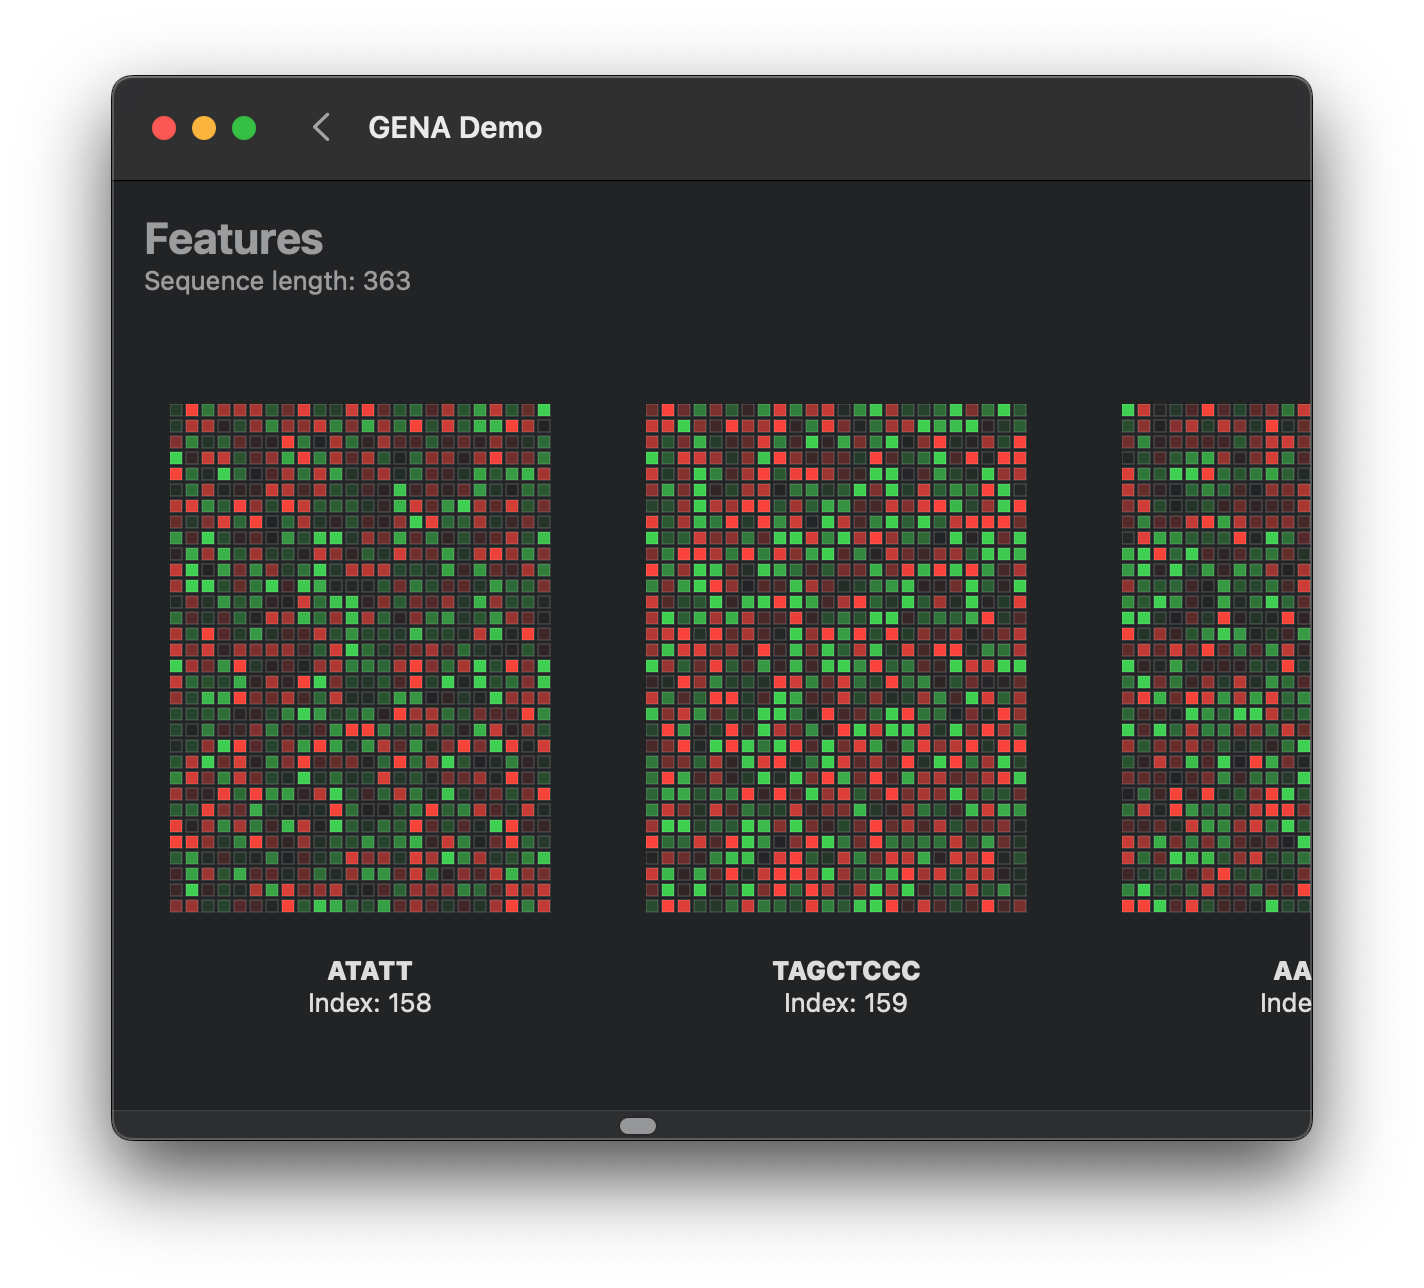 GENA Demo
Features
Sequence length: 363
ATATT
Index: 158
TAGCTCCC
Index: 159
AA
Inde